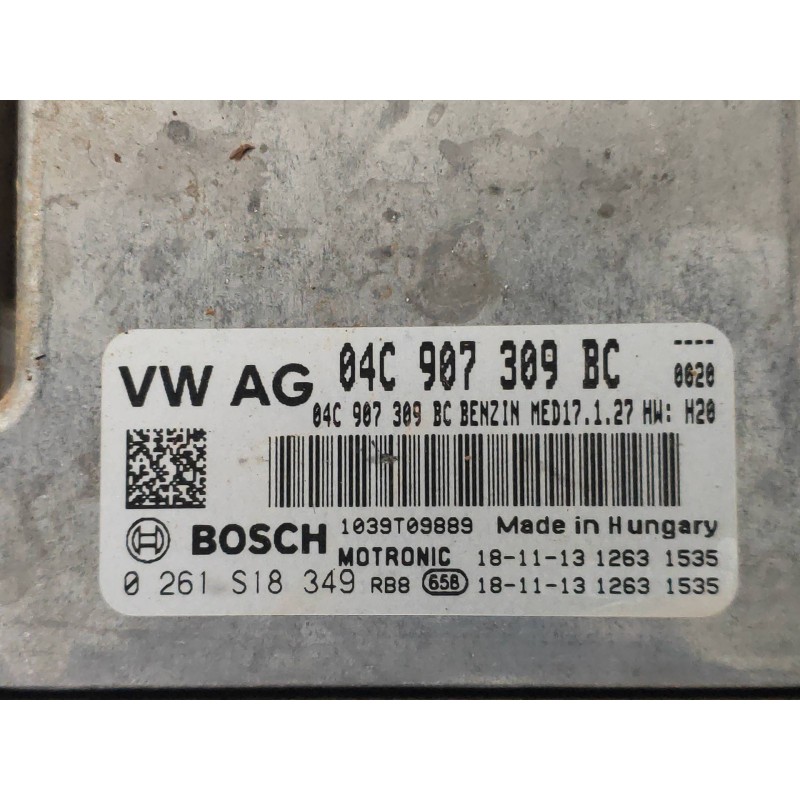 VW AG 04C 907 309 BC ---- 0620
04C 907 309 BC BENZIN MED17.1.27 HW: H20
BOSCH 1039T09889 Made in Hungary
MOTRONIC 18-11-13 1263 1535
0 261 S18 349 RB8 658 18-11-13 1263 1535